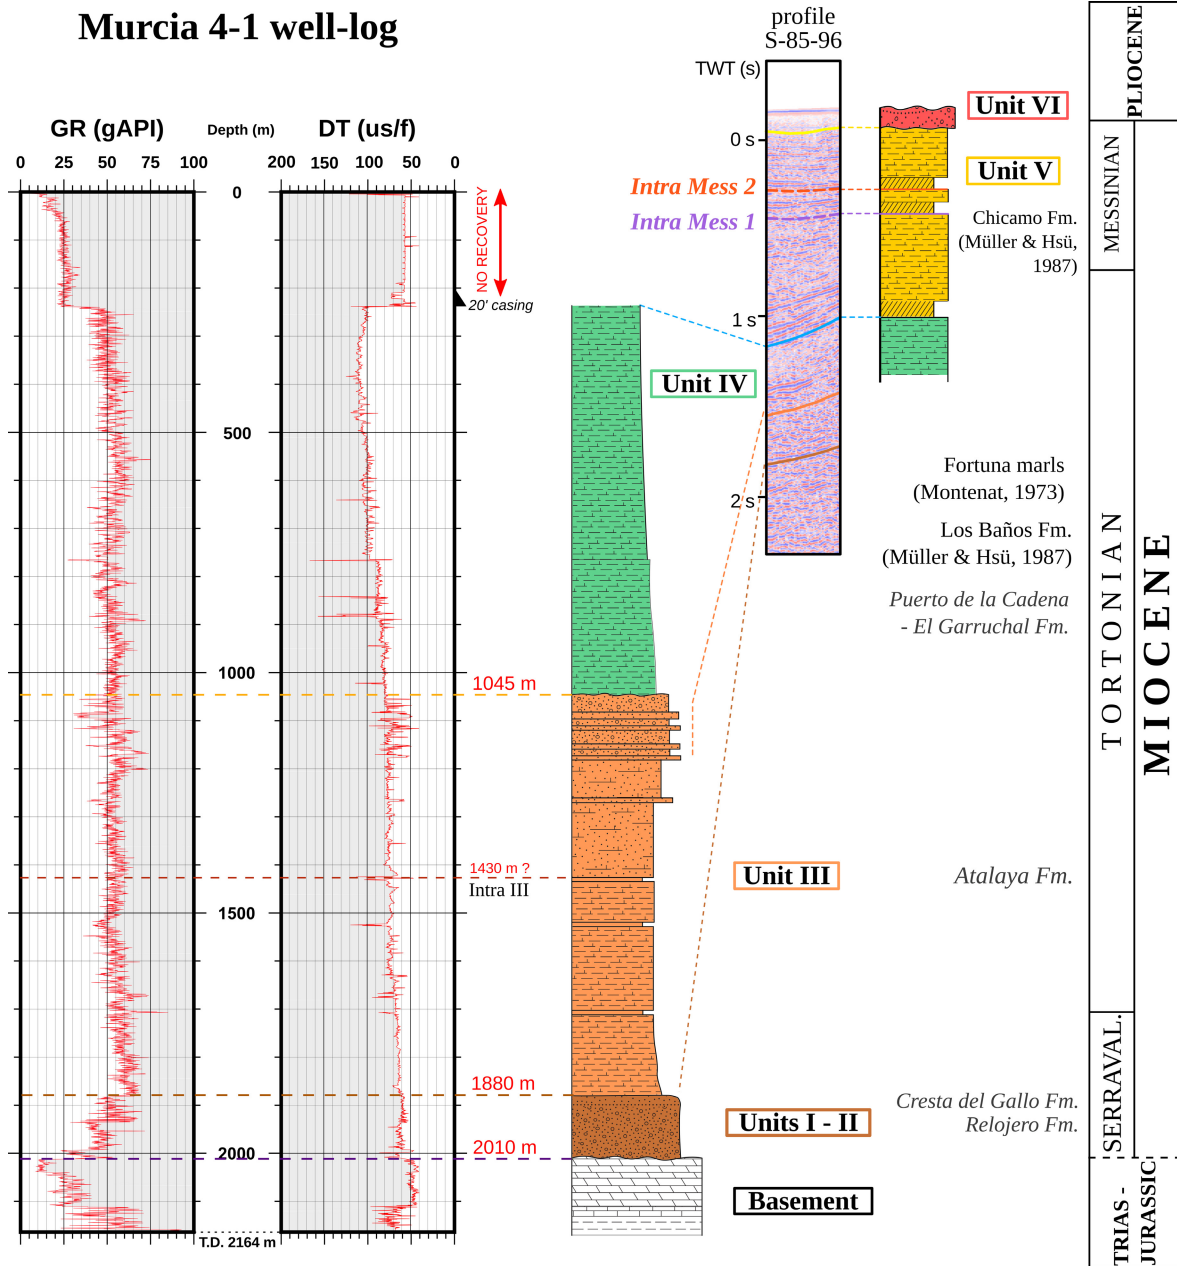 Murcia 4-1 well-log
profile
S-85-96
TWT (s)
0 s
1 s
2 s
GR (gAPI)
Depth (m)
DT (us/f)
0 25 50 75 100
200 150 100 50 0
0
500
1000
1500
2000
T.D. 2164 m
NO RECOVERY
20' casing
1045 m
1430 m ?
Intra III
1880 m
2010 m
Intra Mess 2
Intra Mess 1
Unit VI
Unit V
Chicamo Fm.
(Müller & Hsü,
1987)
Unit IV
Fortuna marls
(Montenat, 1973)
Los Baños Fm.
(Müller & Hsü, 1987)
Puerto de la Cadena
- El Garruchal Fm.
Unit III
Atalaya Fm.
Units I - II
Cresta del Gallo Fm.
Relojero Fm.
Basement
PLIOCENE
MESSINIAN
TORTONIAN
MIOCENE
SERRAVAL.
TRIAS -
JURASSIC